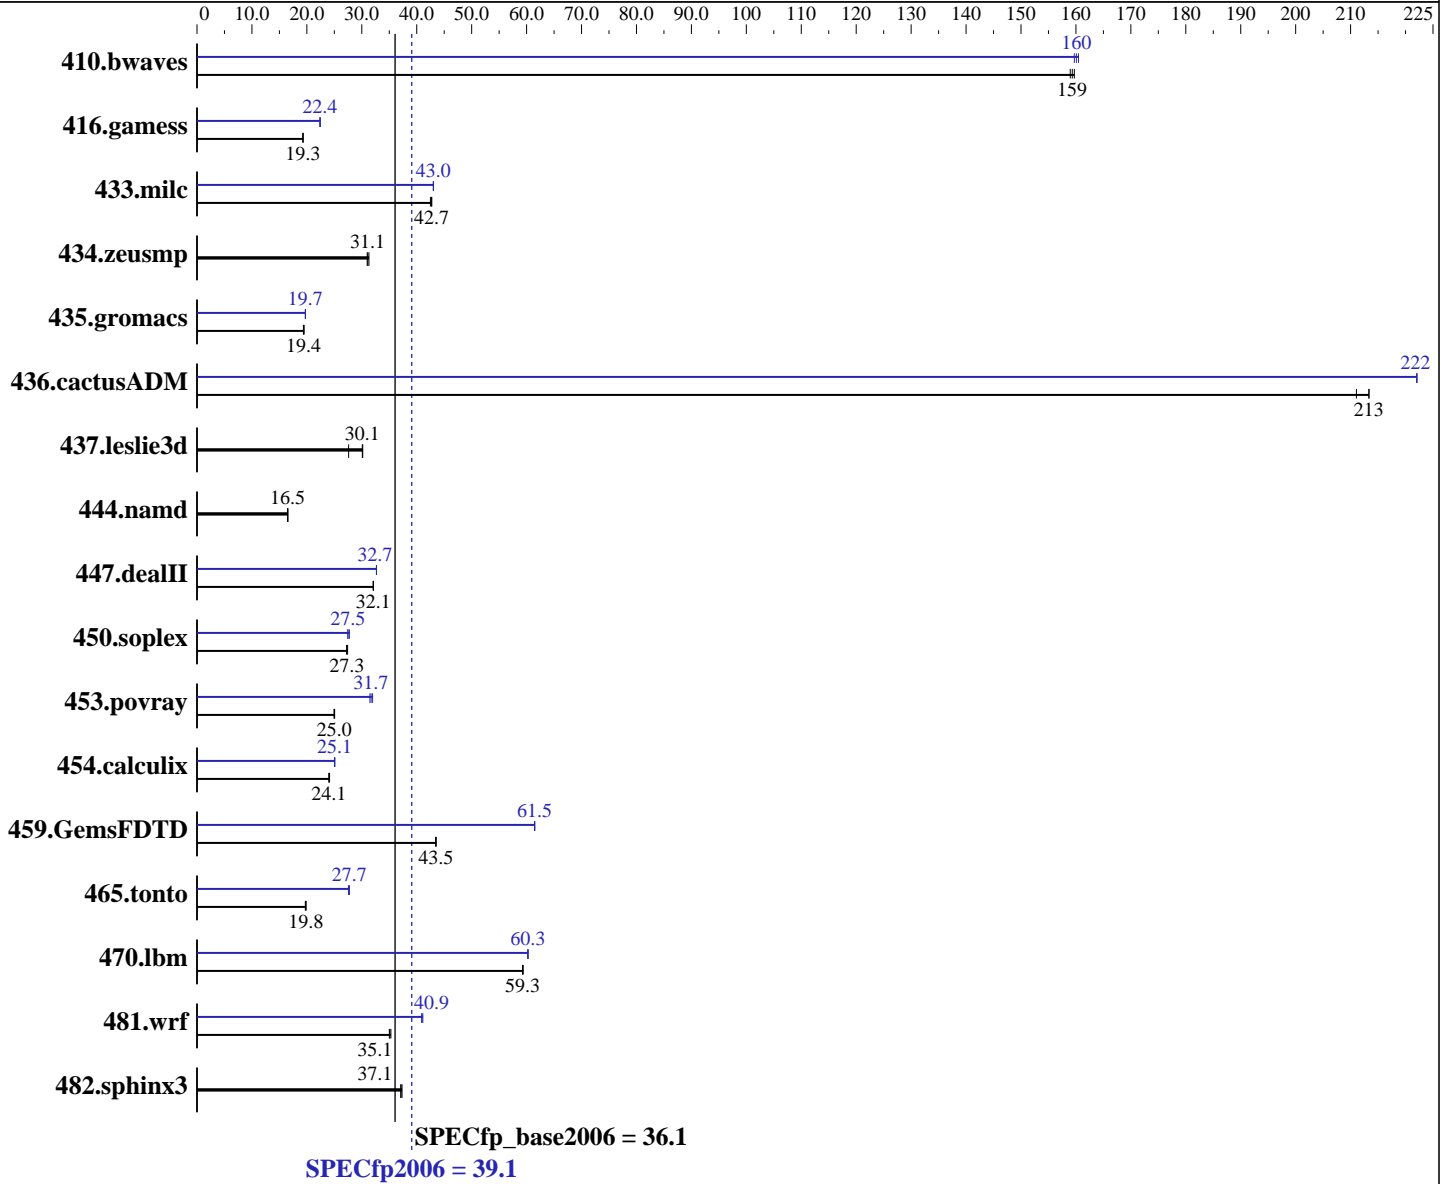 0 10.0 20.0 30.0 40.0 50.0 60.0 70.0 80.0 90.0 100 110 120 130 140 150 160 170 180 190 200 210 225
410.bwaves 160
159
416.gamess 22.4
19.3
433.milc 43.0
42.7
434.zeusmp 31.1
435.gromacs 19.7
19.4
436.cactusADM 222
213
437.leslie3d 30.1
444.namd 16.5
447.dealII 32.7
32.1
450.soplex 27.5
27.3
453.povray 31.7
25.0
454.calculix 25.1
24.1
459.GemsFDTD 61.5
43.5
465.tonto 27.7
19.8
470.lbm 60.3
59.3
481.wrf 40.9
35.1
482.sphinx3 37.1
SPECfp_base2006 = 36.1
SPECfp2006 = 39.1